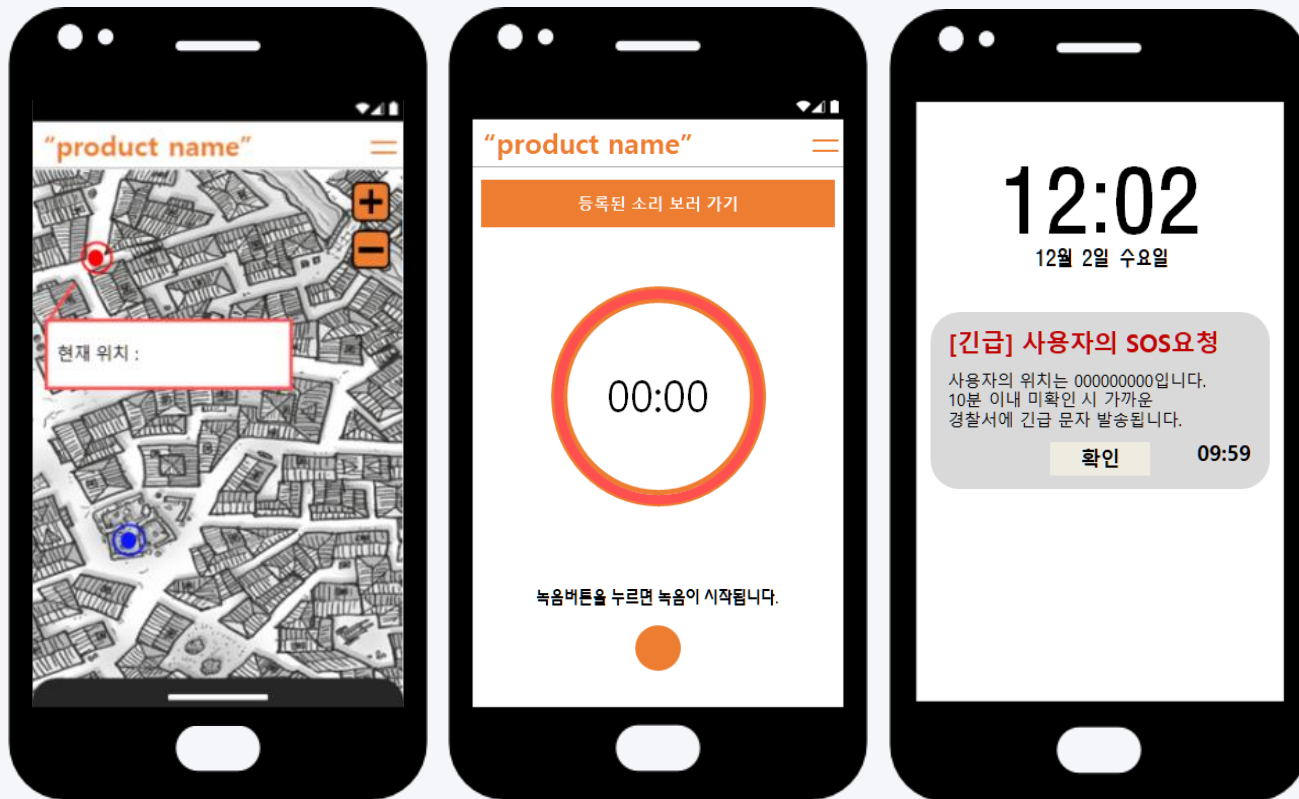 “product name”
+
−
현재 위치 :
“product name”
등록된 소리 보러 가기
00:00
녹음버튼을 누르면 녹음이 시작됩니다.
12:02
12월 2일 수요일
[긴급] 사용자의 SOS요청
사용자의 위치는 000000000입니다.
10분 이내 미확인 시 가까운
경찰서에 긴급 문자 발송됩니다.
확인
09:59